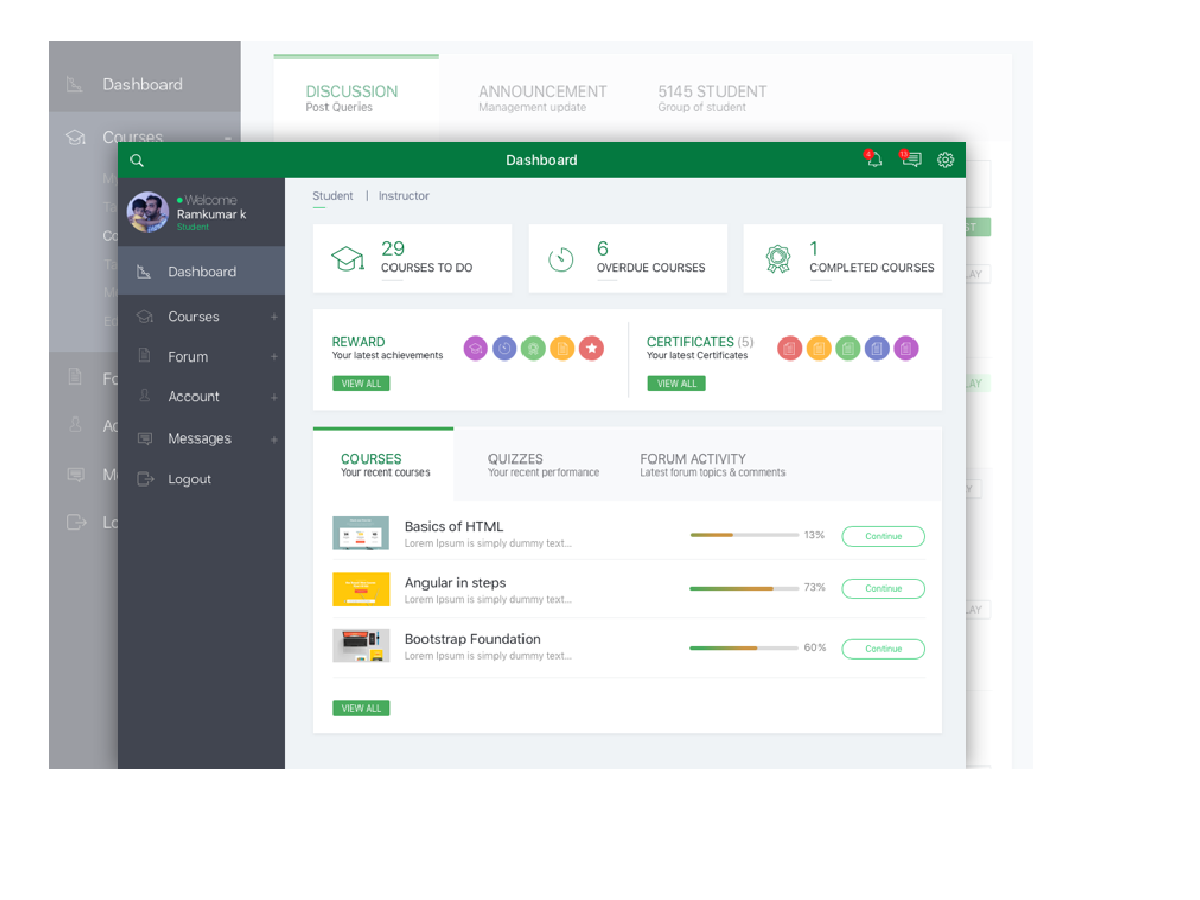 Dashboard
Courses
DISCUSSION
Post Queries
ANNOUNCEMENT
Management update
5145 STUDENT
Group of student
Dashboard
4
13
Welcome
Ramkumar k
Student
Dashboard
Courses
Forum
Account
Messages
Logout
Student | Instructor
29
COURSES TO DO
6
OVERDUE COURSES
1
COMPLETED COURSES
REWARD
Your latest achievements
VIEW ALL
CERTIFICATES (5)
Your latest Certificates
VIEW ALL
COURSES
Your recent courses
QUIZZES
Your recent performance
FORUM ACTIVITY
Latest forum topics & comments
Basics of HTML
Lorem Ipsum is simply dummy text...
13%
Continue
Angular in steps
Lorem Ipsum is simply dummy text...
73%
Continue
Bootstrap Foundation
Lorem Ipsum is simply dummy text...
60%
Continue
VIEW ALL